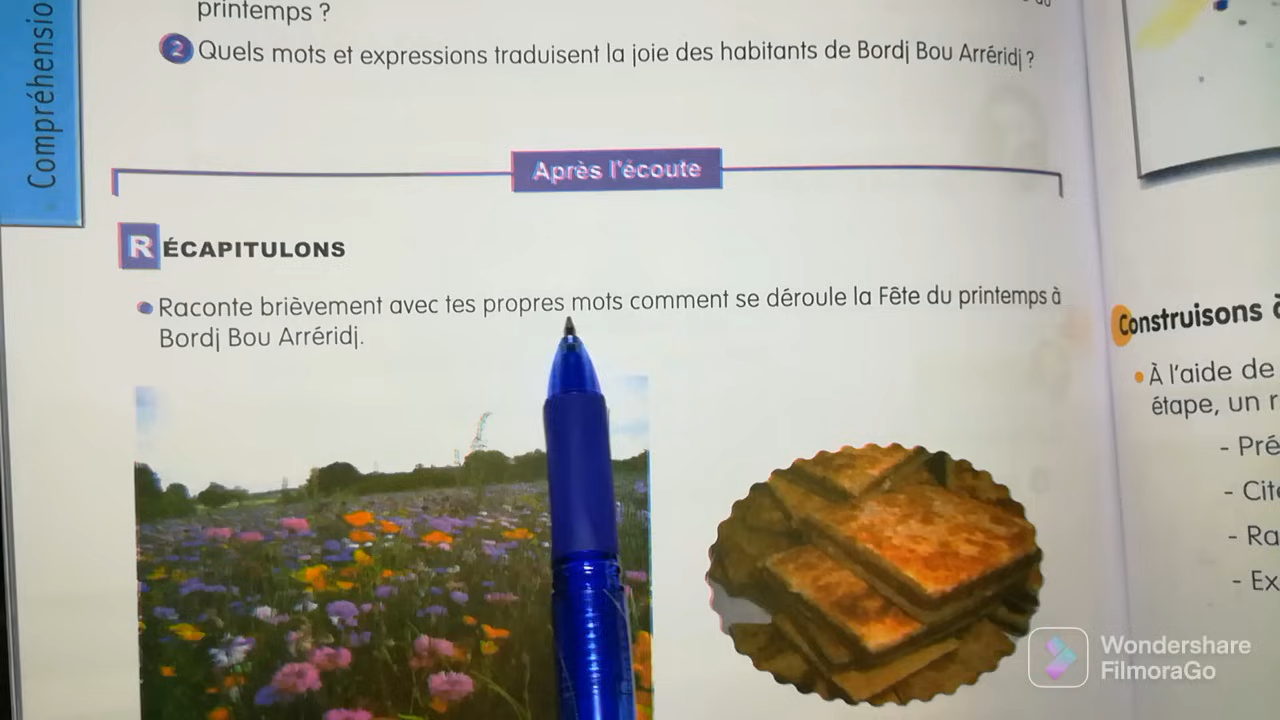 Compréhensio
printemps ?
2 Quels mots et expressions traduisent la joie des habitants de Bordj Bou Arréridj ?
Après l'écoute
RÉCAPITULONS
Raconte brièvement avec tes propres mots comment se déroule la Fête du printemps à
Bordj Bou Arréridj.
Construisons
À l'aide de
étape, un r
- Pré
- Cit
- Ra
- Ex
Wondershare
FilmoraGo